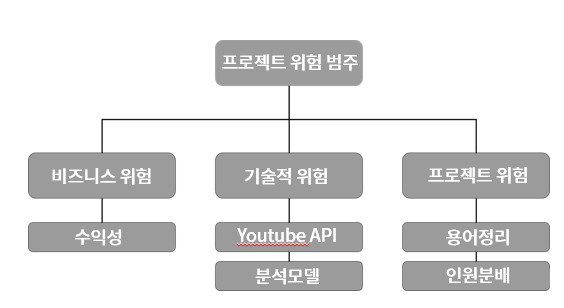 프로젝트 위험 범주
비즈니스 위험
기술적 위험
프로젝트 위험
수익성
Youtube API
용어정리
분석모델
인원분배